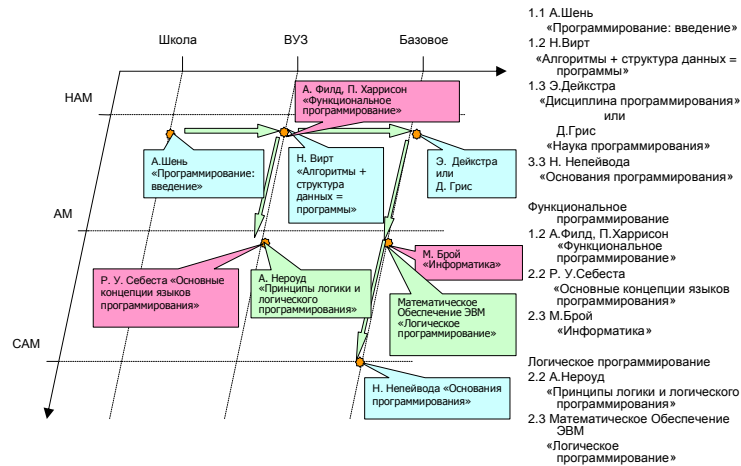 Школа
ВУЗ
Базовое
НАМ
АМ
САМ
А. Филд, П. Харрисон
«Функциональное
программирование»
А.Шень
«Программирование:
введение»
Н. Вирт
«Алгоритмы +
структура
данных =
программы»
Э. Дейкстра
или
Д. Грис
Р. У. Себеста «Основные
концепции языков
программирования»
А. Нероуд
«Принципы логики и
логического
программирования»
М. Брой
«Информатика»
Математическое
Обеспечение ЭВМ
«Логическое
программирование»
Н. Непейвода «Основания
программирования»
1.1 А.Шень
«Программирование: введение»
1.2 Н.Вирт
«Алгоритмы + структура данных =
программы»
1.3 Э.Дейкстра
«Дисциплина программирования»
или
Д.Грис
«Наука программирования»
3.3 Н. Непейвода
«Основания программирования»
Функциональное
программирование
1.2 А.Филд, П.Харрисон
«Функциональное
программирование»
2.2 Р. У.Себеста
«Основные концепции языков
программирования»
2.3 М.Брой
«Информатика»
Логическое программирование
2.2 А.Нероуд
«Принципы логики и логического
программирования»
2.3 Математическое Обеспечение
ЭВМ
«Логическое
программирование»